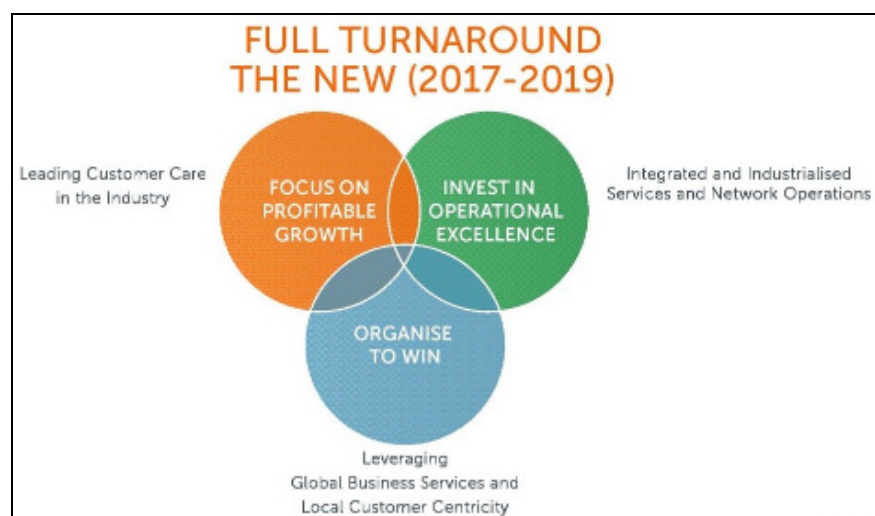 FULL TURNAROUND
THE NEW (2017-2019)
Leading Customer Care
in the Industry
FOCUS ON
PROFITABLE
GROWTH
INVEST IN
OPERATIONAL
EXCELLENCE
Integrated and Industrialised
Services and Network Operations
ORGANISE
TO WIN
Leveraging
Global Business Services and
Local Customer Centricity